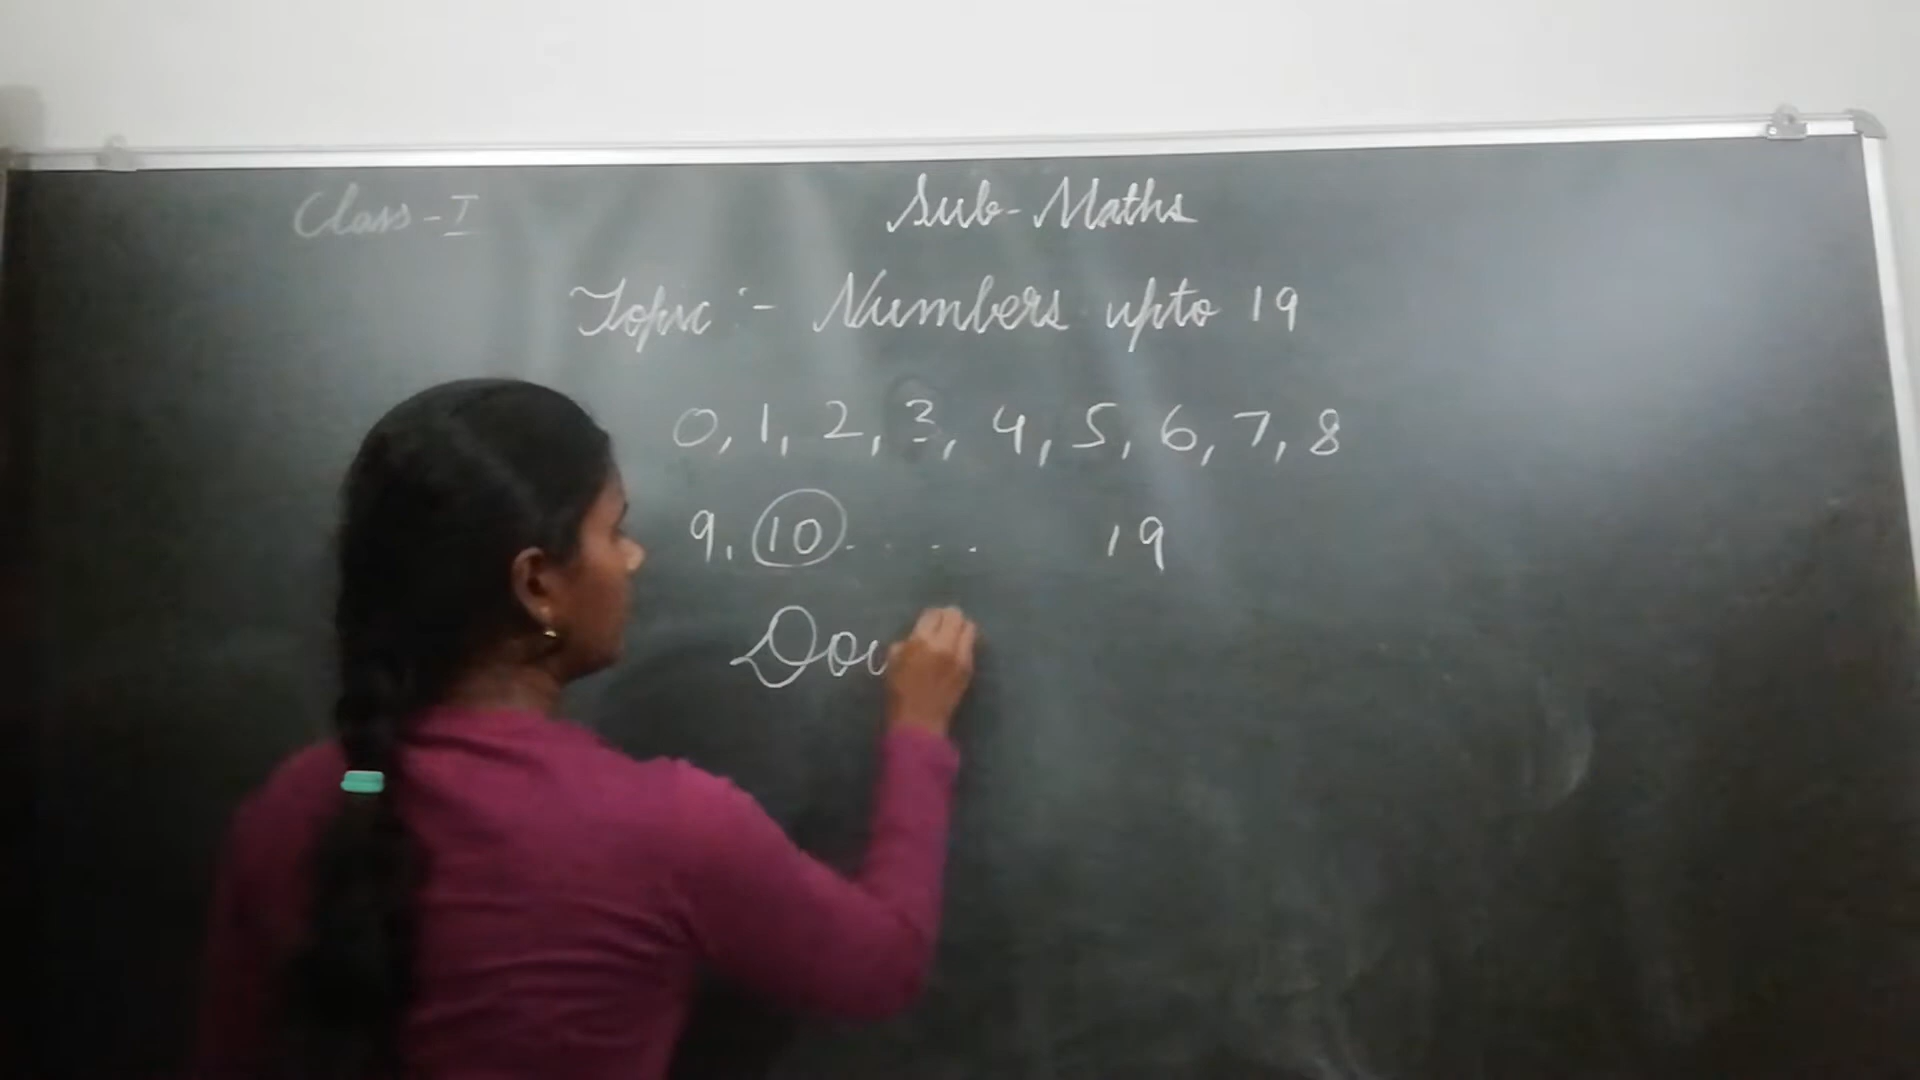 Class - I
Sub - Maths
Topic :- Numbers upto 19
0, 1, 2, 3, 4, 5, 6, 7, 8
9, 10 . . . . . 19
Dou